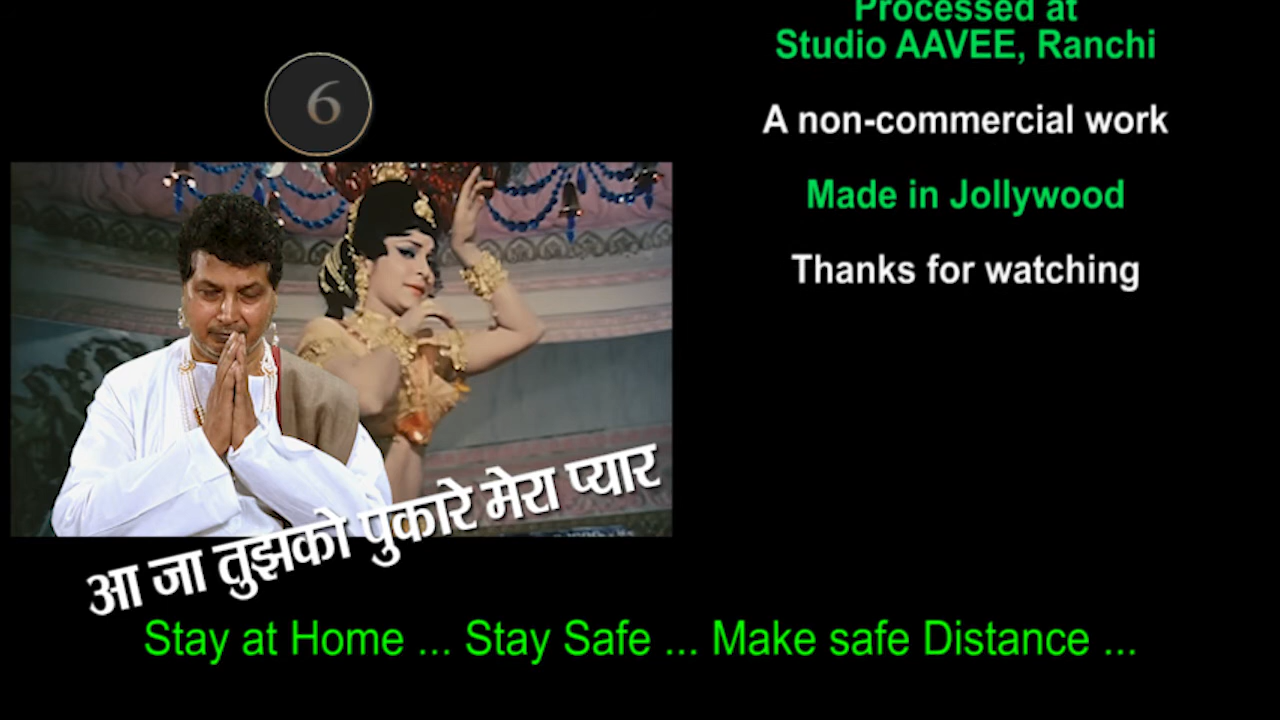 Processed at
Studio AAVEE, Ranchi
6
A non-commercial work
Made in Jollywood
Thanks for watching
आ जा तुझको पुकारे मेरा प्यार
Stay at Home ... Stay Safe ... Make safe Distance ...